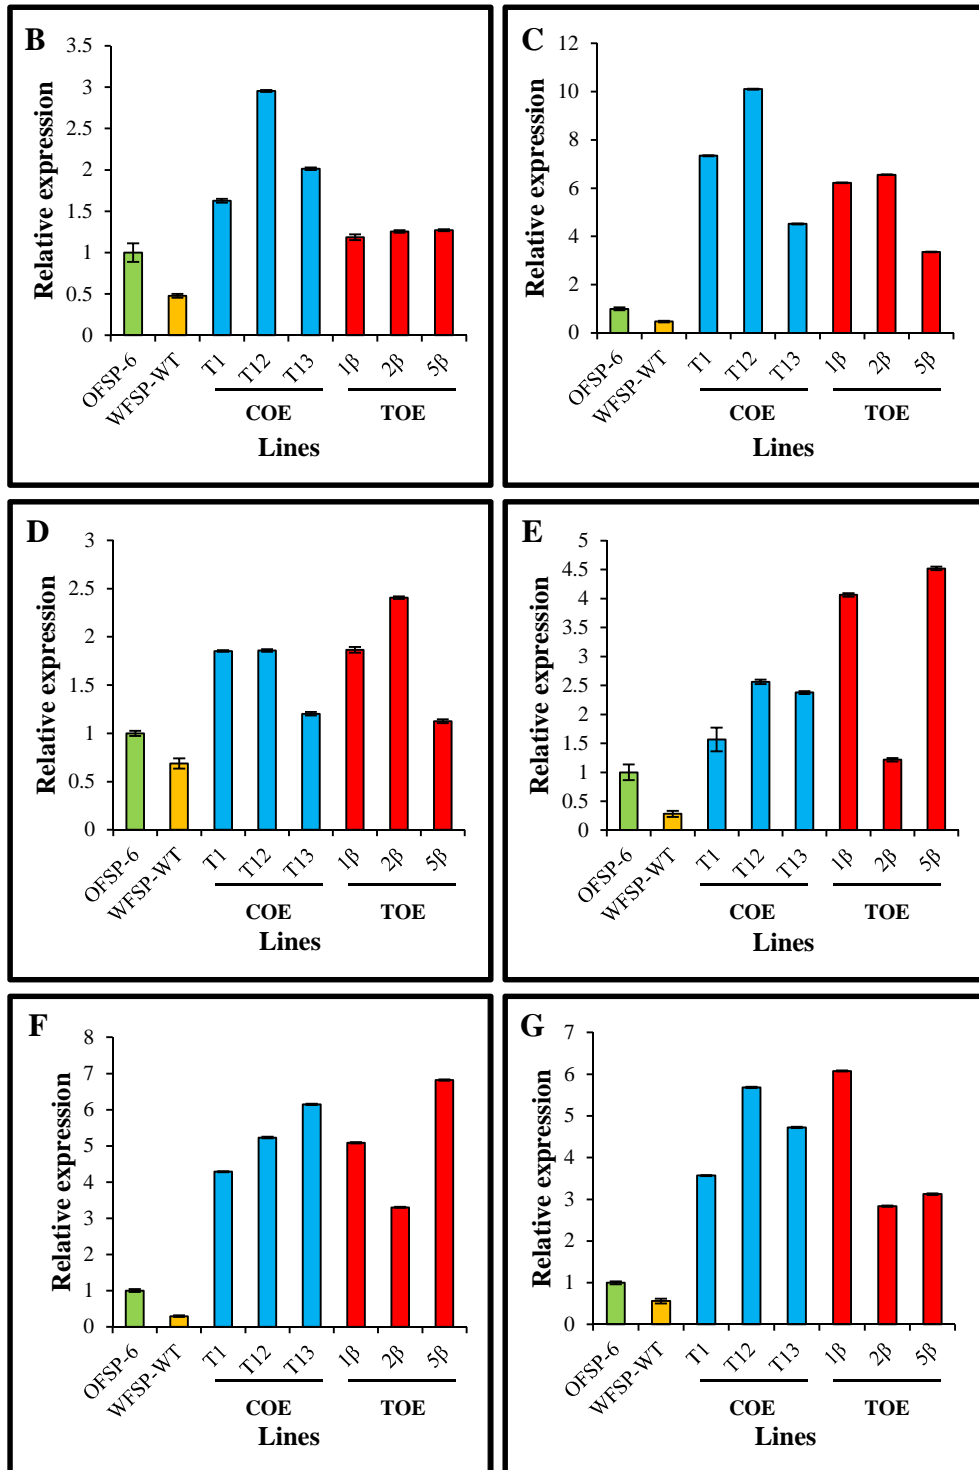 B
Relative expression
3.5
3
2.5
2
1.5
1
0.5
0
OFSP-6
WFSP-WT
T1
T12
T13
1β
2β
5β
COE
TOE
Lines
C
Relative expression
12
10
8
6
4
2
0
OFSP-6
WFSP-WT
T1
T12
T13
1β
2β
5β
COE
TOE
Lines
D
Relative expression
3
2.5
2
1.5
1
0.5
0
OFSP-6
WFSP-WT
T1
T12
T13
1β
2β
5β
COE
TOE
Lines
E
Relative expression
5
4.5
4
3.5
3
2.5
2
1.5
1
0.5
0
OFSP-6
WFSP-WT
T1
T12
T13
1β
2β
5β
COE
TOE
Lines
F
Relative expression
8
7
6
5
4
3
2
1
0
OFSP-6
WFSP-WT
T1
T12
T13
1β
2β
5β
COE
TOE
Lines
G
Relative expression
7
6
5
4
3
2
1
0
OFSP-6
WFSP-WT
T1
T12
T13
1β
2β
5β
COE
TOE
Lines